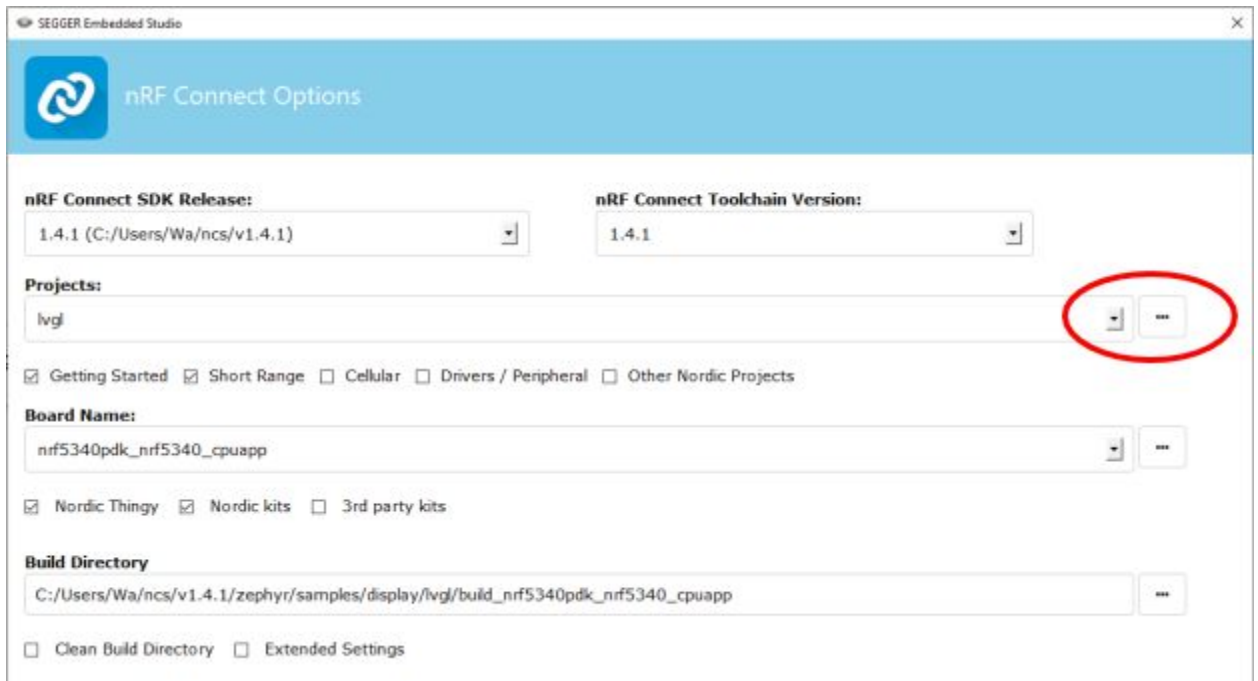 SEGGER Embedded Studio
nRF Connect Options
nRF Connect SDK Release: nRF Connect Toolchain Version:
1.4.1 (C:/Users/Wa/ncs/v1.4.1) 1.4.1
Projects:
lvgl ...
Getting Started Short Range Cellular Drivers / Peripheral Other Nordic Projects
Board Name:
nrf5340pdk_nrf5340_cpuapp ...
Nordic Thingy Nordic kits 3rd party kits
Build Directory
C:/Users/Wa/ncs/v1.4.1/zephyr/samples/display/lvgl/build_nrf5340pdk_nrf5340_cpuapp ...
Clean Build Directory Extended Settings